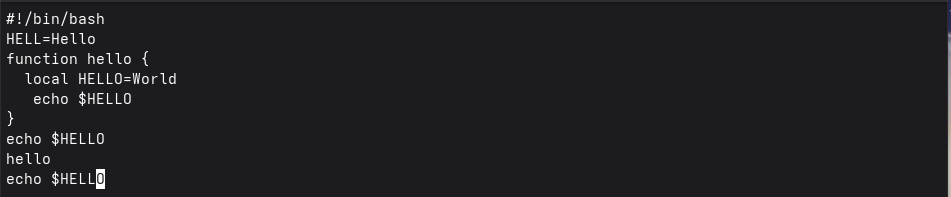 #!/bin/bash
HELL=Hello
function hello {
  local HELLO=World
   echo $HELLO
}
echo $HELLO
hello
echo $HELLO